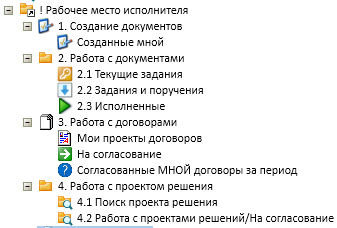 ! Рабочее место исполнителя
1. Создание документов
Созданные мной
2. Работа с документами
2.1 Текущие задания
2.2 Задания и поручения
2.3 Исполненные
3. Работа с договорами
Мои проекты договоров
На согласование
Согласованные МНОЙ договоры за период
4. Работа с проектом решения
4.1 Поиск проекта решения
4.2 Работа с проектами решений/На согласование